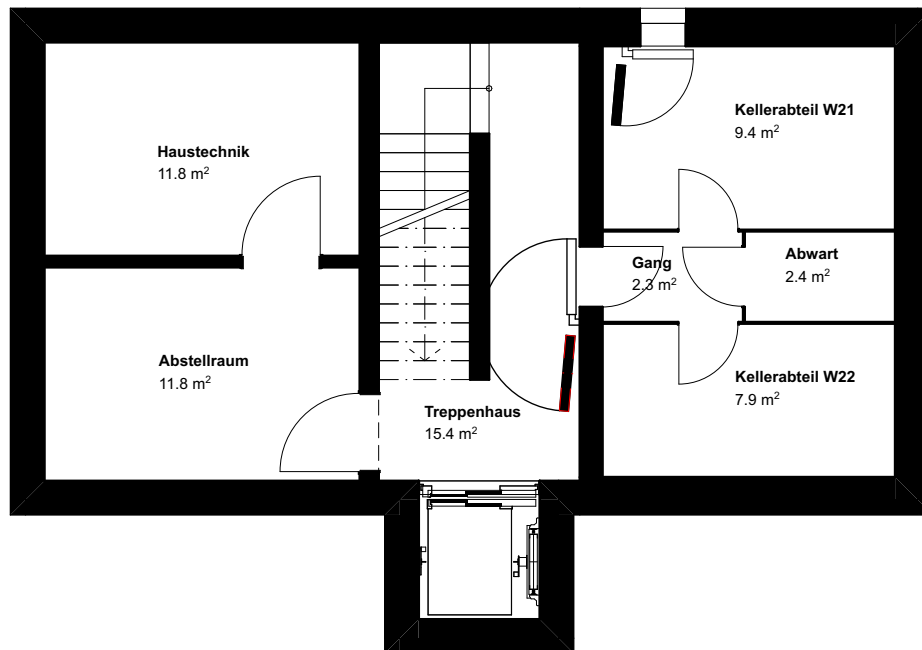 Haustechnik
11.8 m²
Kellerabteil W21
9.4 m²
Gang
2.3 m²
Abwart
2.4 m²
Abstellraum
11.8 m²
Treppenhaus
15.4 m²
Kellerabteil W22
7.9 m²